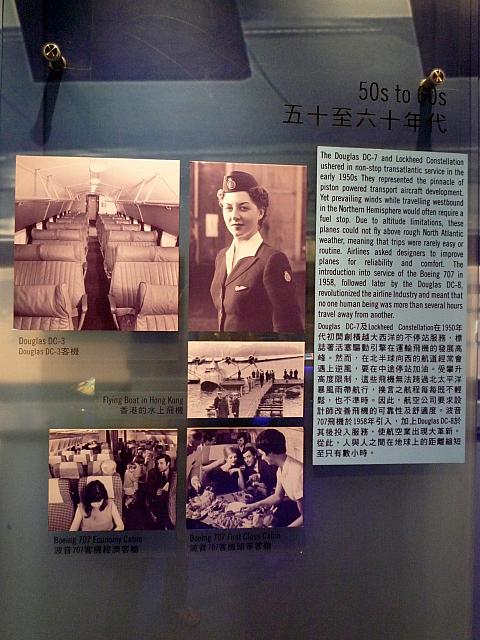 50s to 60s
五十至六十年代
The Douglas DC-7 and Lockheed Constellation
ushered in non-stop transatlantic service in the
early 1950s They represented the pinnacle of
piston powered transport aircraft development.
Yet prevailing winds while travelling westbound
in the Northern Hemisphere would often require a
fuel stop. Due to altitude limitations, these
planes could not fly above rough North Atlantic
weather, meaning that trips were rarely easy or
routine. Airlines asked designers to improve
planes for reliability and comfort. The
introduction into service of the Boeing 707 in
1958, followed later by the Douglas DC-8,
revolutionized the airline industry and meant that
no one human being was more than several hours
travel away from another.
Douglas DC-7及Lockheed Constellation在1950年
代初開創橫越大西洋的不停站服務，標
誌著活塞驅動引擎在運輸飛機的發展高
峰。然而，在北半球向西的航道經常會
遇上逆風，要在中途停站加油。受攀升
高度限制，這些飛機無法跨過北太平洋
暴風雨帶航行，換言之航程每每既不輕
鬆，也不準時。因此，航空公司要求設
計師改善飛機的可靠性及舒適度。波音
707飛機於1958年引入，加上Douglas DC-8於
其後投入服務，使航空業出現大革新。
從此，人與人之間在地球上的距離縮短
至只有數小時。
Douglas DC-3
Douglas DC-3客機
Flying Boat in Hong Kong
香港的水上飛機
Boeing 707 Economy Cabin
波音707客機經濟客艙
Boeing 707 First Class Cabin
波音707客機頭等客艙